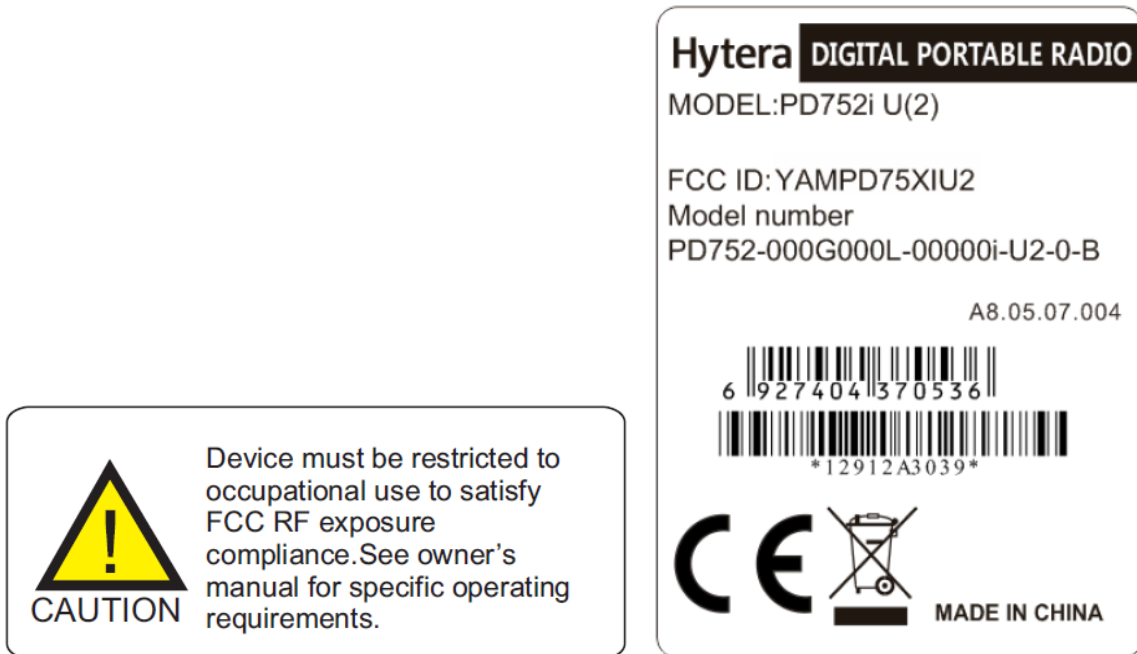 Hytera DIGITAL PORTABLE RADIO
MODEL:PD752i U(2)
FCC ID: YAMPD75XIU2
Model number
PD752-000G000L-00000i-U2-0-B
A8.05.07.004
6 927404 370536
*12912A3039*
CE
MADE IN CHINA
!
CAUTION
Device must be restricted to
occupational use to satisfy
FCC RF exposure
compliance.See owner's
manual for specific operating
requirements.